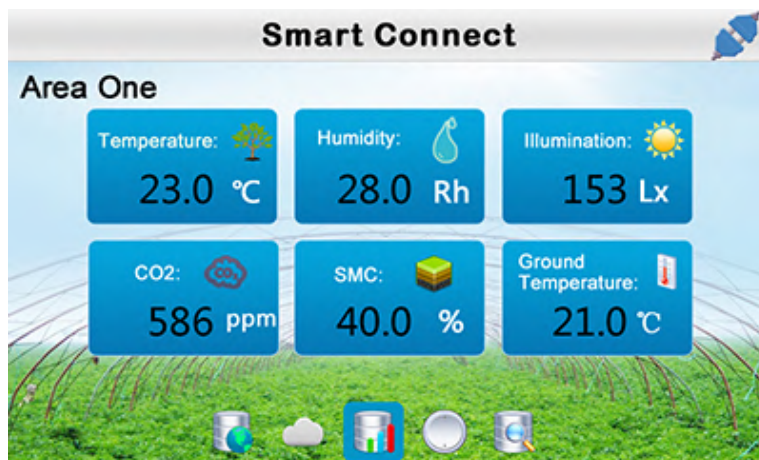 Smart Connect
Area One
Temperature:
23.0 ℃
Humidity:
28.0 Rh
Illumination:
153 Lx
CO2:
CO₂
586 ppm
SMC:
40.0 %
Ground
Temperature:
21.0 ℃